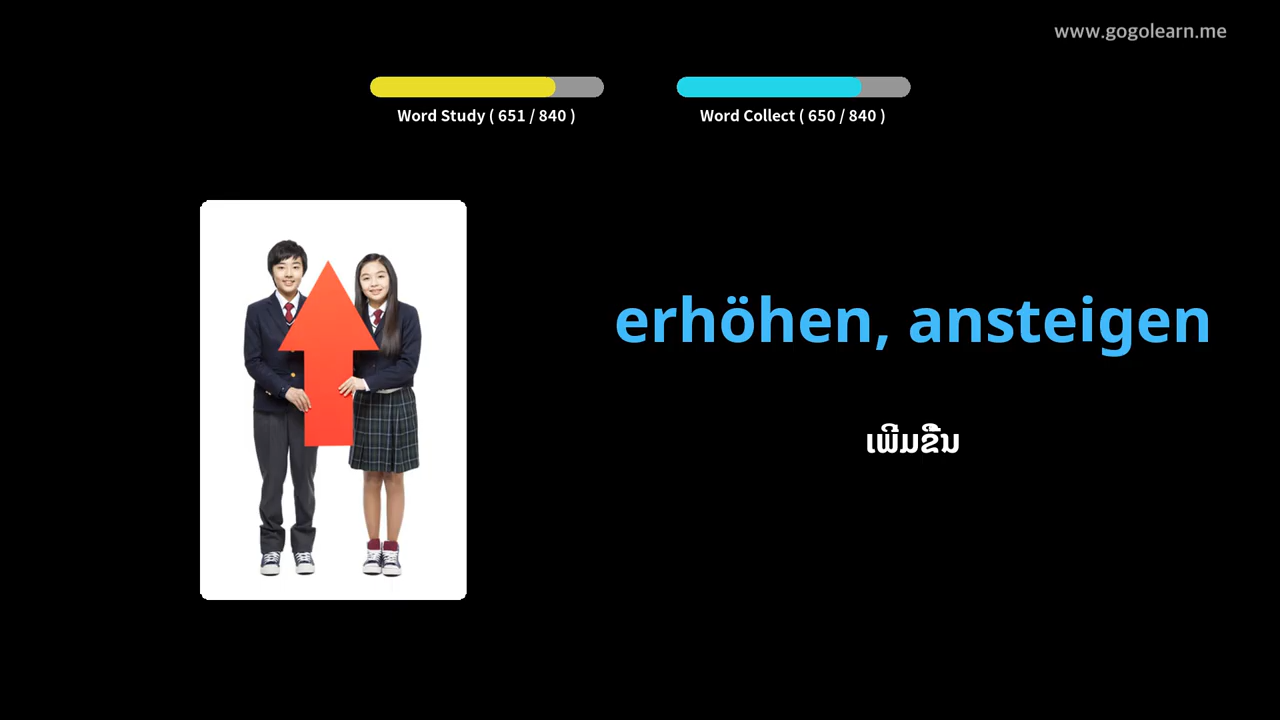 www.gogolearn.me
Word Study ( 651 / 840 )
Word Collect ( 650 / 840 )
erhöhen, ansteigen
ເພີ່ມຂຶ້ນ